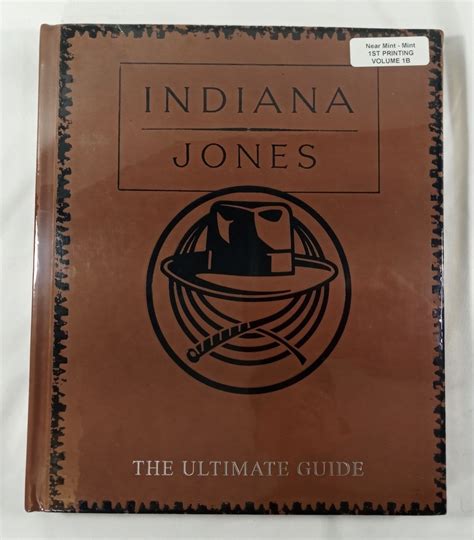 Near Mint - Mint
1ST PRINTING
VOLUME 1B
INDIANA
JONES
THE ULTIMATE GUIDE